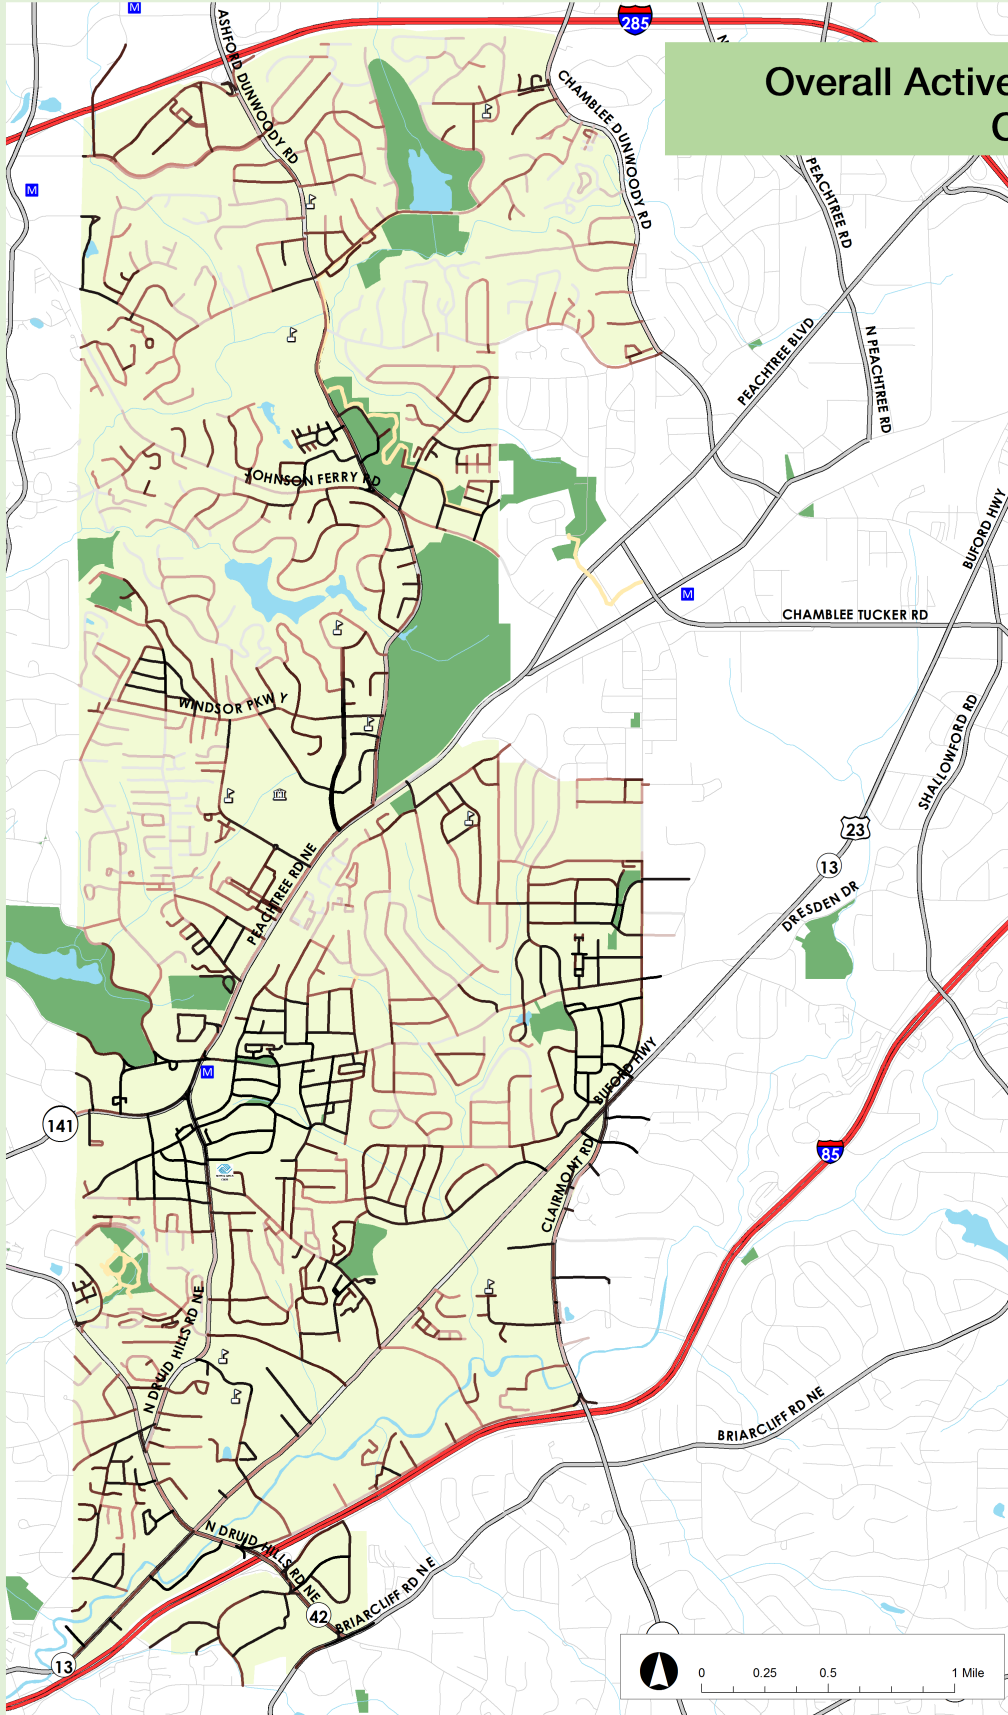 285
Overall Active
ASHFORD DUNWOODY RD
CHAMBLEE DUNWOODY RD
PEACHTREE RD
PEACHTREE BLVD
N PEACHTREE RD
JOHNSON FERRY RD
BUFORD HWY
CHAMBLEE TUCKER RD
WINDSOR PKWY
SHALLOWFORD RD
23
13
DRESDEN DR
PEACHTREE RD NE
M
M
M
M
BUFORD HWY
141
85
CLAIRMONT RD
N DRUID HILLS RD NE
BRIARCLIFF RD NE
N DRUID HILLS RD NE
42
BRIARCLIFF RD NE
13
0 0.25 0.5 1 Mile